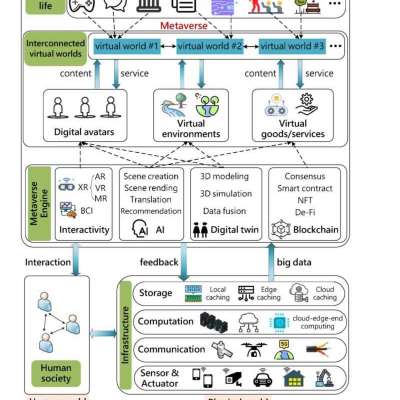 life
Metaverse
Interconnected
virtual worlds
virtual world #1
virtual world #2
virtual world #3
...
content
service
content
service
Digital avatars
Virtual
environments
Virtual
goods/services
Metaverse
Engine
XR
AR
VR
MR
BCI
Interactivity
Scene creation
Scene rending
Translation
Recommendation
AI
AI
3D modeling
3D simulation
Data fusion
Digital twin
Consensus
Smart contract
NFT
De-Fi
Blockchain
Interaction
feedback
big data
Human
society
Infrastructure
Storage
Local
caching
Edge
caching
Cloud
caching
Computation
cloud-edge-end
computing
Communication
5G
Sensor &
Actuator